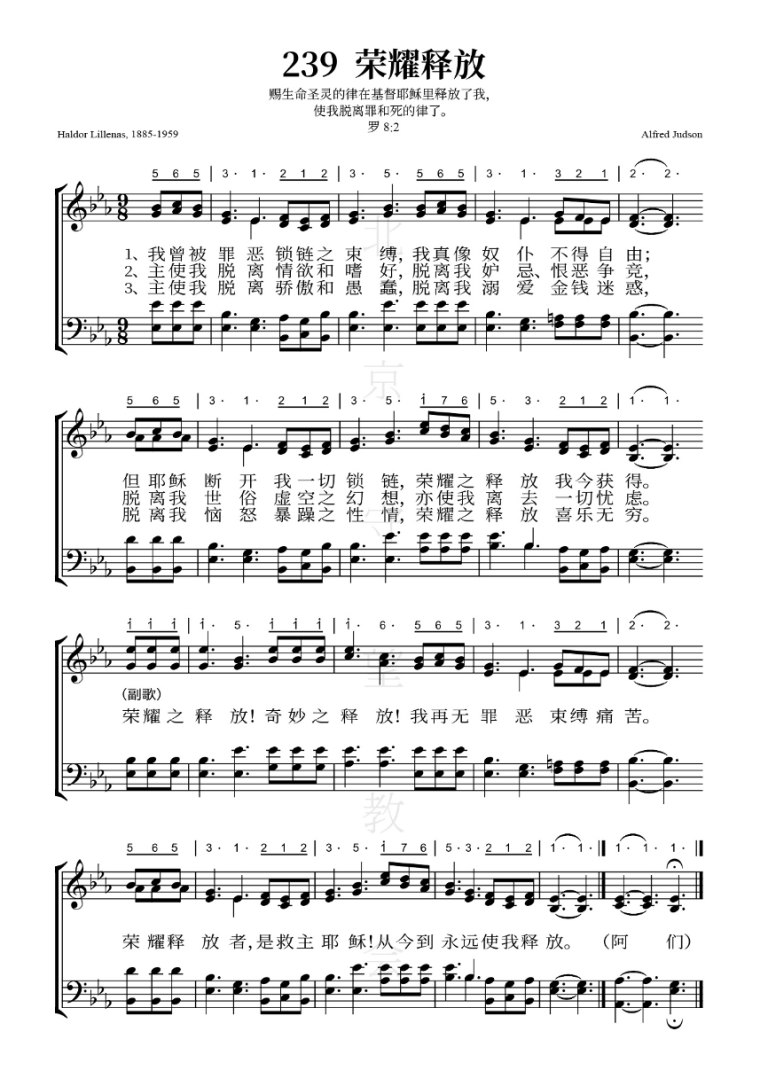 239 荣耀释放
赐生命圣灵的律在基督耶稣里释放了我,
使我脱离罪和死的律了。
罗 8:2
Haldor Lillenas, 1885-1959
Alfred Judson
5 6 5 | 3· 1· 2 1 2 | 3· 5· 5 6 5 | 3· 1· 3 2 1 | 2· 2·
1、我曾被罪恶锁链之束缚,我真像奴仆不得自由;
2、主使我脱离情欲和嗜好,脱离我妒忌、恨恶争竞,
3、主使我脱离骄傲和愚蠢,脱离我溺爱金钱迷惑,
5 6 5 | 3· 1· 2 1 2 | 3· 5· i 7 6 | 5· 3· 2 1 2 | 1· 1·
但耶稣断开我一切锁链,荣耀之释放我今获得。
脱离我世俗虚空之幻想,亦使我离去一切忧虑。
脱离我恼怒暴躁之性情,荣耀之释放喜乐无穷。
i i i | i· 5· i i i | i· 6· 5 6 5 | 3· 1· 3 2 1 | 2· 2·
(副歌)
荣耀之释放!奇妙之释放!我再无罪恶束缚痛苦。
5 6 5 | 3· 1· 2 1 2 | 3· 5· i 7 6 | 5· 3· 2 1 2 | 1· 1· | 1· 1· 1·
荣耀释放者,是救主耶稣!从今到永远使我释放。(阿们)
北京守望教会